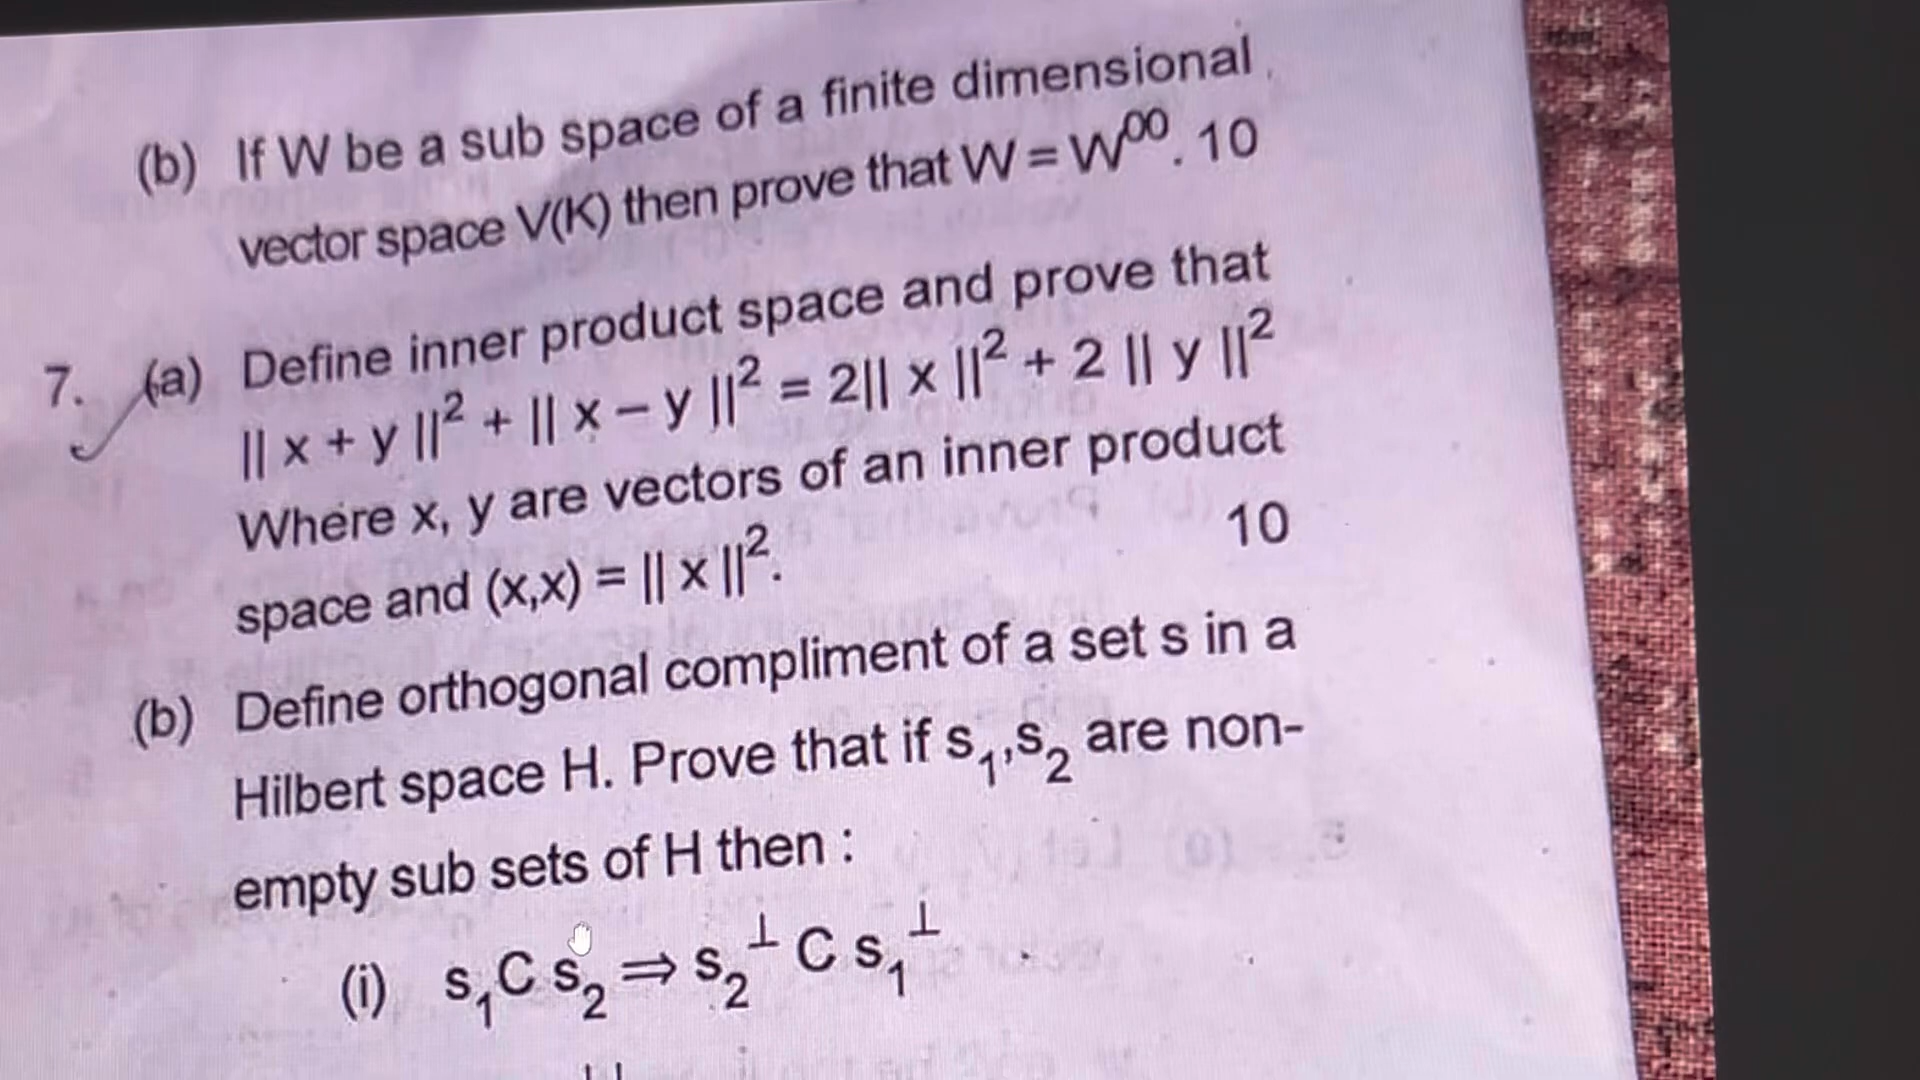 (b) If W be a sub space of a finite dimensional
vector space V(K) then prove that W = W⁰⁰. 10
7. (a) Define inner product space and prove that
|| x + y ||² + || x – y ||² = 2|| x ||² + 2 || y ||²
Where x, y are vectors of an inner product
space and (x,x) = || x ||². 10
(b) Define orthogonal compliment of a set s in a
Hilbert space H. Prove that if s₁,s₂ are non-
empty sub sets of H then :
(i) s₁C s₂ ⇒ s₂⊥ C s₁⊥